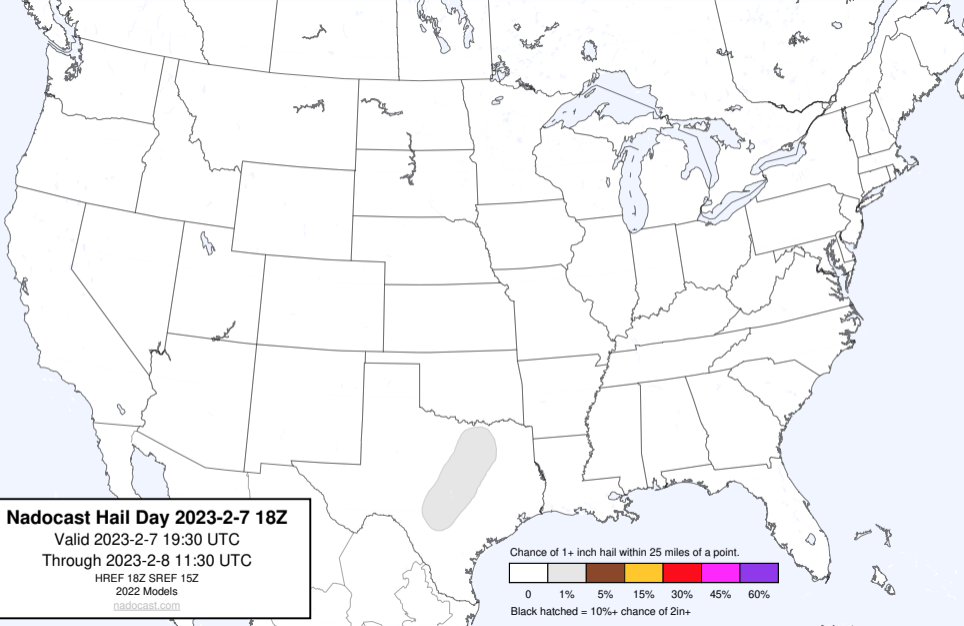 Nadocast Hail Day 2023-2-7 18Z
Valid 2023-2-7 19:30 UTC
Through 2023-2-8 11:30 UTC
HREF 18Z SREF 15Z
2022 Models
nadocast.com
Chance of 1+ inch hail within 25 miles of a point.
0 1% 5% 15% 30% 45% 60%
Black hatched = 10%+ chance of 2in+